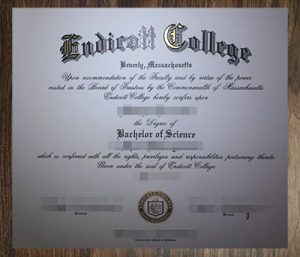 Endicott College
Beverly, Massachusetts
Upon recommendation of the Faculty and by virtue of the power
vested in the Board of Trustees by the Commonwealth of Massachusetts
Endicott College hereby confers upon
the Degree of
Bachelor of Science
which is conferred with all the rights, privileges and responsibilities pertaining thereto.
Given under the seal of Endicott College
President